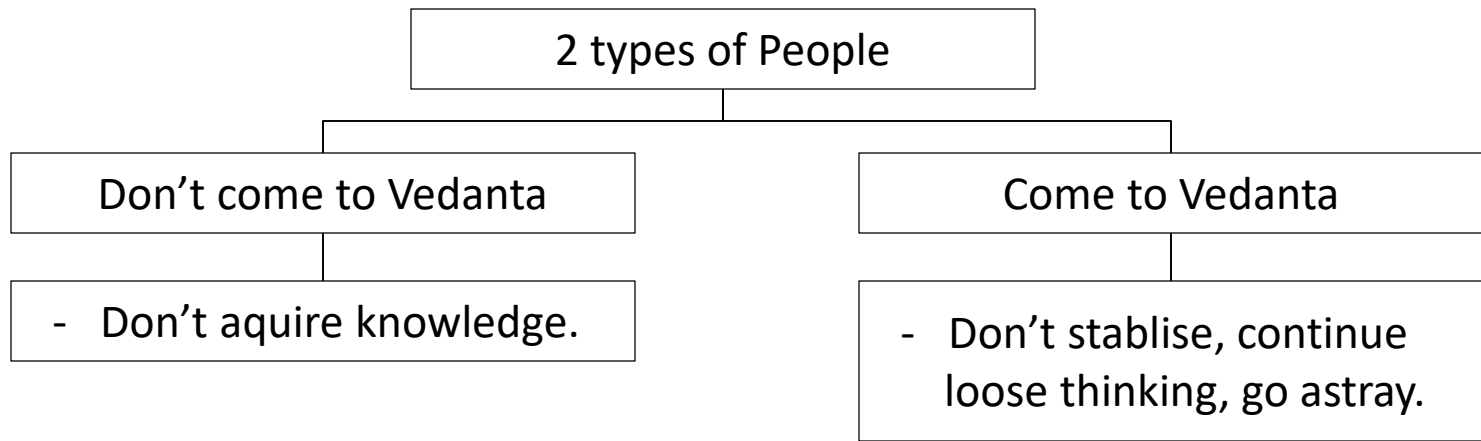 2 types of People
Don’t come to Vedanta
Come to Vedanta
- Don’t aquire knowledge.
- Don’t stablise, continue
loose thinking, go astray.